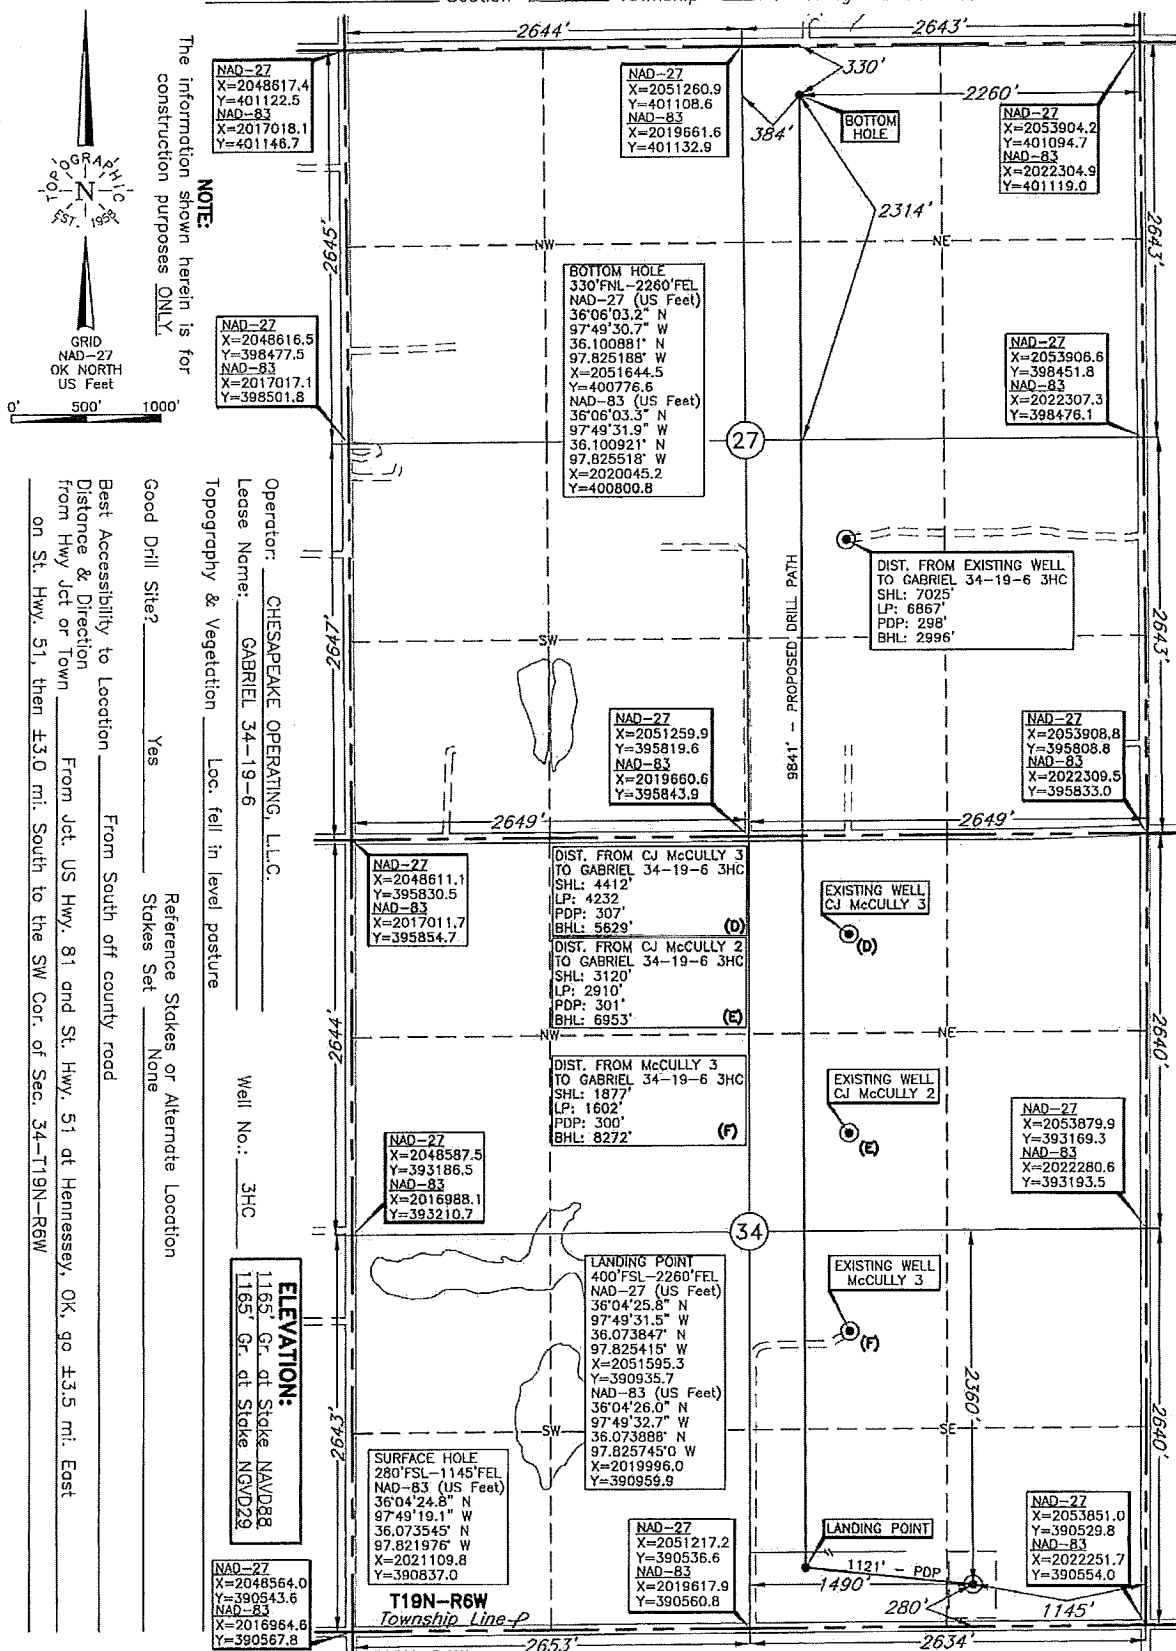 Section
Township
2644'
2643'
NAD-27
X=2048617.4
Y=401122.5
NAD-83
X=2017018.1
Y=401146.7
NAD-27
X=2051260.9
Y=401108.6
NAD-83
X=2019661.6
Y=401132.9
330'
384'
2260'
BOTTOM
HOLE
NAD-27
X=2053904.2
Y=401094.7
NAD-83
X=2022304.9
Y=401119.0
2314'
TOPOGRAPHIC
N
EST. 1958
GRID
NAD-27
OK NORTH
US Feet
0' 500' 1000'
NOTE:
The information shown herein is for
construction purposes ONLY.
2645'
2643'
NW
NE
BOTTOM HOLE
330'FNL-2260'FEL
NAD-27 (US Feet)
36°06'03.2" N
97°49'30.7" W
36.100881° N
97.825188° W
X=2051644.5
Y=400776.6
NAD-83 (US Feet)
36°06'03.3" N
97°49'31.9" W
36.100921° N
97.825518° W
X=2020045.2
Y=400800.8
NAD-27
X=2048616.5
Y=398477.5
NAD-83
X=2017017.1
Y=398501.8
NAD-27
X=2053906.6
Y=398451.8
NAD-83
X=2022307.3
Y=398476.1
27
DIST. FROM EXISTING WELL
TO GABRIEL 34-19-6 3HC
SHL: 7025'
LP: 6867'
PDP: 298'
BHL: 2996'
9841' - PROPOSED DRILL PATH
2647'
2643'
SW
NAD-27
X=2051259.9
Y=395819.6
NAD-83
X=2019660.6
Y=395843.9
NAD-27
X=2053908.8
Y=395808.8
NAD-83
X=2022309.5
Y=395833.0
2649'
2649'
NAD-27
X=2048611.1
Y=395830.5
NAD-83
X=2017011.7
Y=395854.7
DIST. FROM CJ McCULLY 3
TO GABRIEL 34-19-6 3HC
SHL: 4412'
LP: 4232
PDP: 307'
BHL: 5629' (D)
DIST. FROM CJ McCULLY 2
TO GABRIEL 34-19-6 3HC
SHL: 3120'
LP: 2910'
PDP: 301'
BHL: 6953' (E)
EXISTING WELL
CJ McCULLY 3
(D)
2644'
2640'
NW
NE
DIST. FROM McCULLY 3
TO GABRIEL 34-19-6 3HC
SHL: 1877'
LP: 1602'
PDP: 300'
BHL: 8272' (F)
EXISTING WELL
CJ McCULLY 2
(E)
NAD-27
X=2048587.5
Y=393186.5
NAD-83
X=2016988.1
Y=393210.7
NAD-27
X=2053879.9
Y=393169.3
NAD-83
X=2022280.6
Y=393193.5
34
LANDING POINT
400'FSL-2260'FEL
NAD-27 (US Feet)
36°04'25.8" N
97°49'31.5" W
36.073847° N
97.825415° W
X=2051595.3
Y=390935.7
NAD-83 (US Feet)
36°04'26.0" N
97°49'32.7" W
36.073888° N
97.825745°0 W
X=2019996.0
Y=390959.9
EXISTING WELL
McCULLY 3
(F)
2360'
2643'
2640'
SW
SE
SURFACE HOLE
280'FSL-1145'FEL
NAD-83 (US Feet)
36°04'24.8" N
97°49'19.1" W
36.073545° N
97.821976° W
X=2021109.8
Y=390837.0
NAD-27
X=2051217.2
Y=390536.6
NAD-83
X=2019617.9
Y=390560.8
LANDING POINT
1121' - PDP
1490'
280'
1145'
NAD-27
X=2053851.0
Y=390529.8
NAD-83
X=2022251.7
Y=390554.0
NAD-27
X=2048564.0
Y=390543.6
NAD-83
X=2016964.6
Y=390567.8
T19N-R6W
Township Line
2653'
2634'
Operator: CHESAPEAKE OPERATING, L.L.C.
Lease Name: GABRIEL 34-19-6 Well No.: 3HC
Topography & Vegetation Loc. fell in level pasture
Reference Stakes or Alternate Location
Good Drill Site? Yes Stakes Set None
Best Accessibility to Location From South off county road
Distance & Direction
from Hwy Jct or Town From Jct. US Hwy. 81 and St. Hwy. 51 at Hennessey, OK, go ±3.5 mi. East
on St. Hwy. 51, then ±3.0 mi. South to the SW Cor. of Sec. 34-T19N-R6W
ELEVATION:
1165' Gr. at Stake NAVD88
1165' Gr. at Stake NGVD29